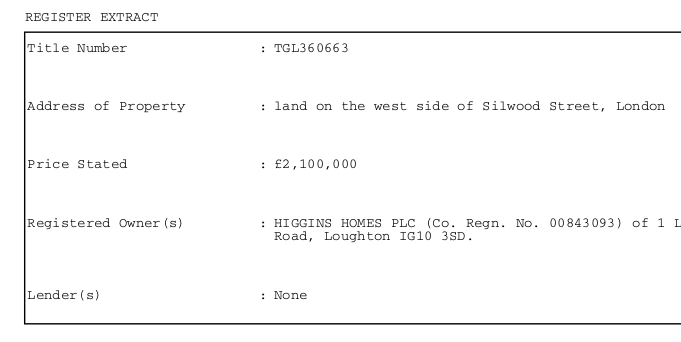 REGISTER EXTRACT
Title Number : TGL360663
Address of Property : land on the west side of Silwood Street, London
Price Stated : £2,100,000
Registered Owner(s) : HIGGINS HOMES PLC (Co. Regn. No. 00843093) of 1
Road, Loughton IG10 3SD.
Lender(s) : None